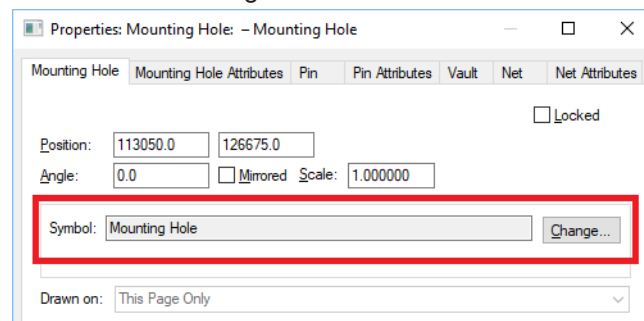 Properties: Mounting Hole: – Mounting Hole
Mounting Hole Mounting Hole Attributes Pin Pin Attributes Vault Net Net Attributes
Locked
Position: 113050.0 126675.0
Angle: 0.0 Mirrored Scale: 1.000000
Symbol: Mounting Hole Change...
Drawn on: This Page Only